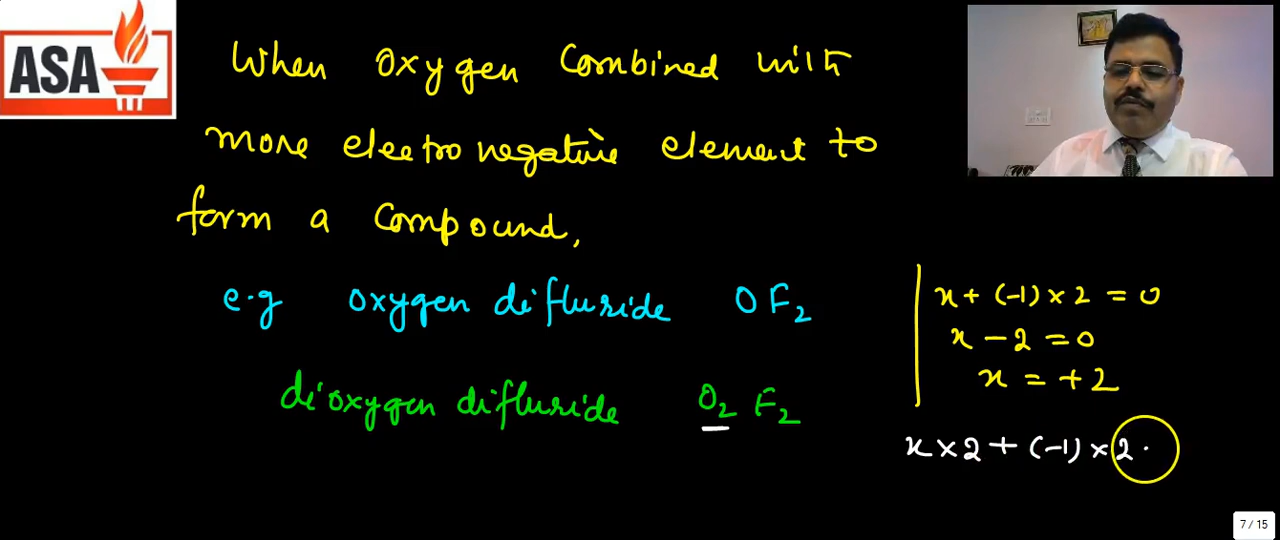 ASA
When oxygen combined with
more electronegative element to
form a compound,
e.g oxygen difluride OF₂
dioxygen difluride O₂ F₂
x + (-1) × 2 = 0
x - 2 = 0
x = +2
x × 2 + (-1) × 2
7 / 15